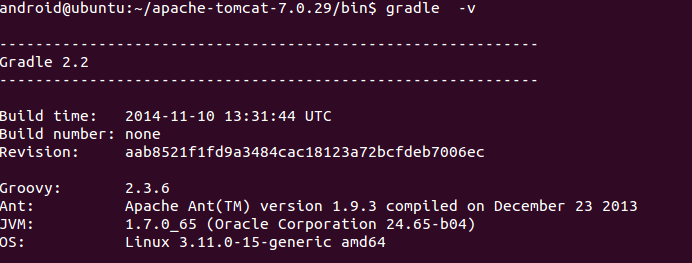 android@ubuntu:~/apache-tomcat-7.0.29/bin$ gradle  -v
------------------------------------------------------------
Gradle 2.2
------------------------------------------------------------
Build time:   2014-11-10 13:31:44 UTC
Build number: none
Revision:     aab8521f1fd9a3484cac18123a72bcfdeb7006ec
Groovy:       2.3.6
Ant:          Apache Ant(TM) version 1.9.3 compiled on December 23 2013
JVM:          1.7.0_65 (Oracle Corporation 24.65-b04)
OS:           Linux 3.11.0-15-generic amd64